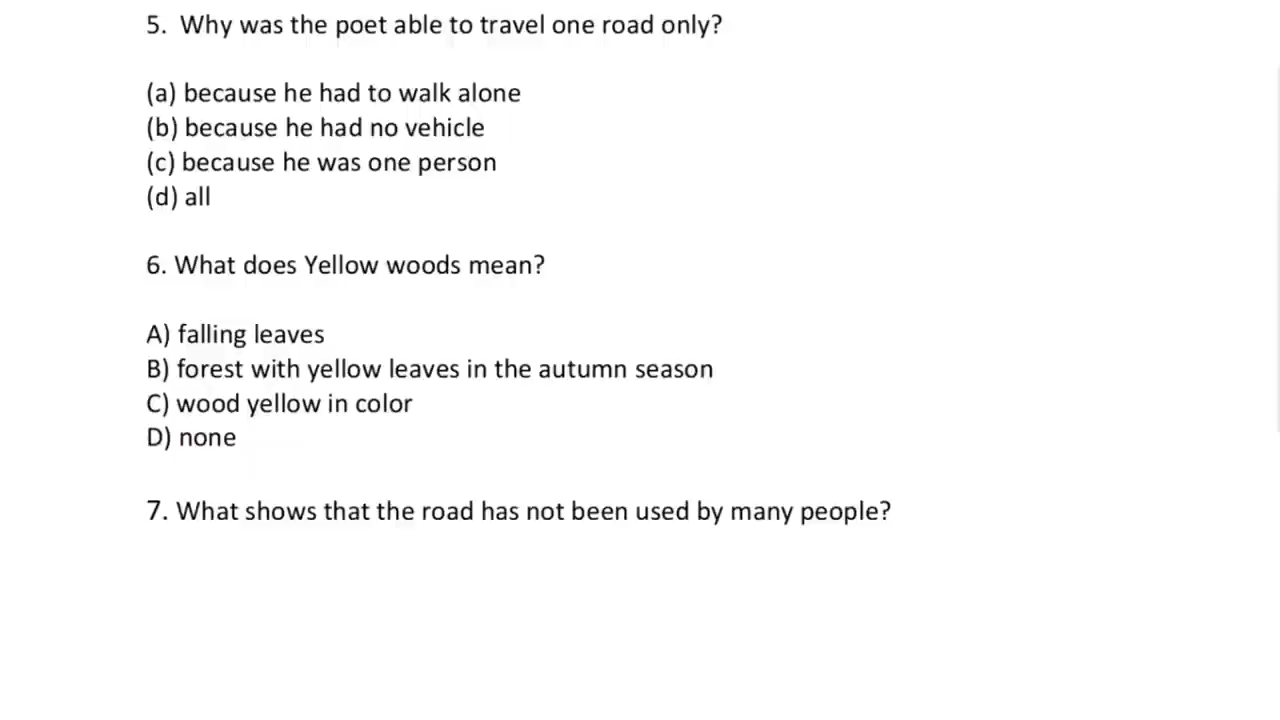 5. Why was the poet able to travel one road only?
(a) because he had to walk alone
(b) because he had no vehicle
(c) because he was one person
(d) all
6. What does Yellow woods mean?
A) falling leaves
B) forest with yellow leaves in the autumn season
C) wood yellow in color
D) none
7. What shows that the road has not been used by many people?